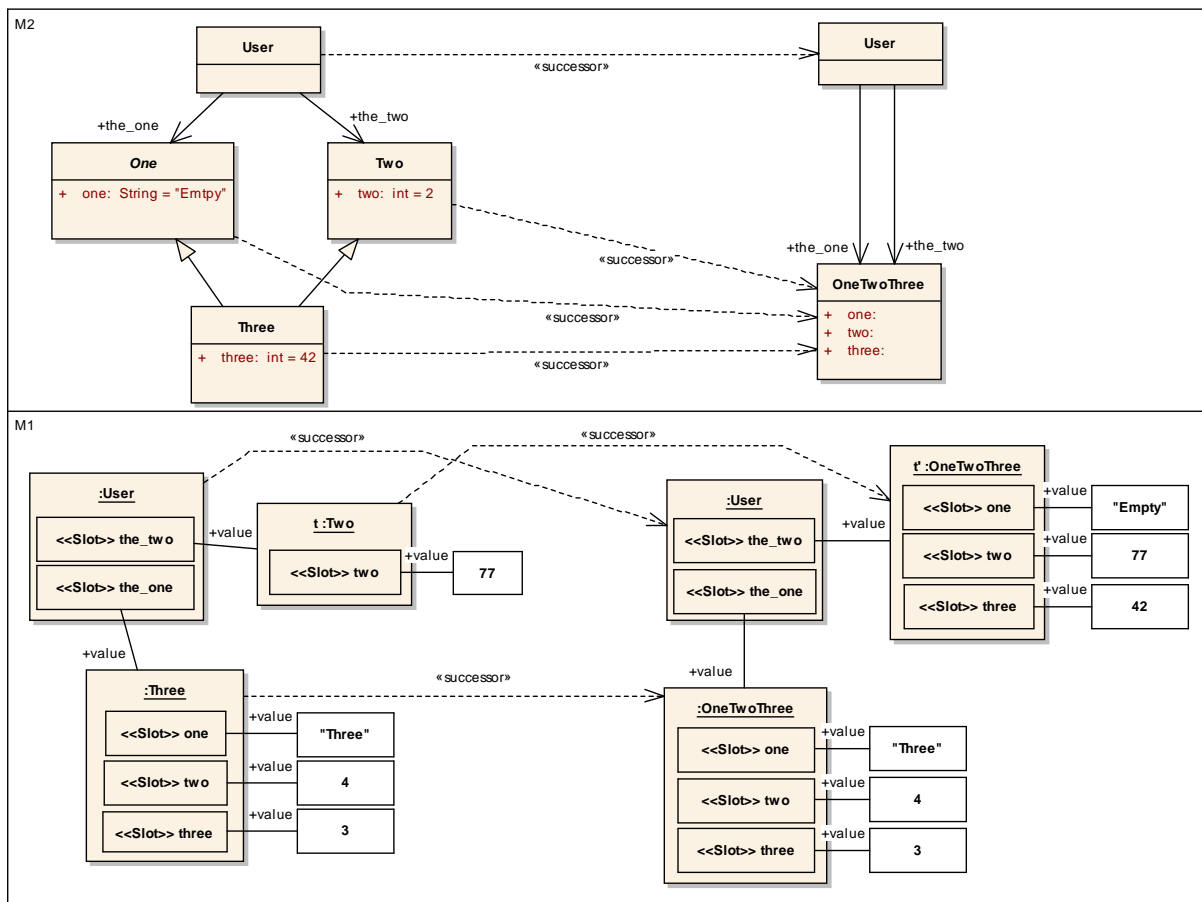 M2
User
User
«successor»
+the_one
+the_two
One
+ one: String = "Emtpy"
Two
+ two: int = 2
«successor»
+the_one
+the_two
OneTwoThree
+ one:
+ two:
+ three:
«successor»
Three
+ three: int = 42
«successor»
M1
«successor»
«successor»
:User
<<Slot>> the_two
<<Slot>> the_one
+value
t :Two
<<Slot>> two
+value
77
:User
<<Slot>> the_two
<<Slot>> the_one
+value
t' :OneTwoThree
<<Slot>> one
+value
"Empty"
<<Slot>> two
+value
77
<<Slot>> three
+value
42
+value
+value
«successor»
:Three
<<Slot>> one
+value
"Three"
<<Slot>> two
+value
4
<<Slot>> three
+value
3
:OneTwoThree
<<Slot>> one
+value
"Three"
<<Slot>> two
+value
4
<<Slot>> three
+value
3